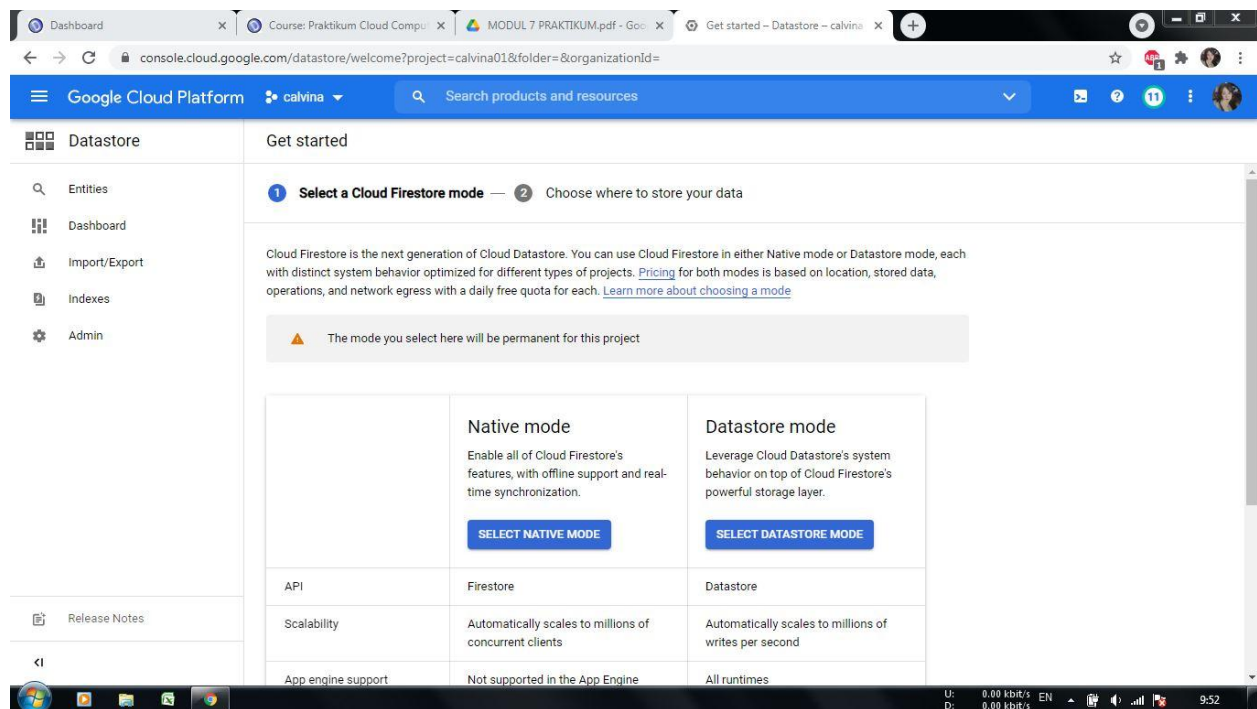 Dashboard
Course: Praktikum Cloud Comput
MODUL 7 PRAKTIKUM.pdf - Goo
Get started – Datastore – calvina
console.cloud.google.com/datastore/welcome?project=calvina01&folder=&organizationId=
Google Cloud Platform
calvina
Search products and resources
11
Datastore
Get started
Entities
Dashboard
Import/Export
Indexes
Admin
Release Notes
1 Select a Cloud Firestore mode — 2 Choose where to store your data
Cloud Firestore is the next generation of Cloud Datastore. You can use Cloud Firestore in either Native mode or Datastore mode, each
with distinct system behavior optimized for different types of projects. Pricing for both modes is based on location, stored data,
operations, and network egress with a daily free quota for each. Learn more about choosing a mode
The mode you select here will be permanent for this project
Native mode
Enable all of Cloud Firestore's
features, with offline support and real-
time synchronization.
SELECT NATIVE MODE
Datastore mode
Leverage Cloud Datastore's system
behavior on top of Cloud Firestore's
powerful storage layer.
SELECT DATASTORE MODE
API
Firestore
Datastore
Scalability
Automatically scales to millions of
concurrent clients
Automatically scales to millions of
writes per second
App engine support
Not supported in the App Engine
All runtimes
U: 0.00 kbit/s
D: 0.00 kbit/s
EN
9:52